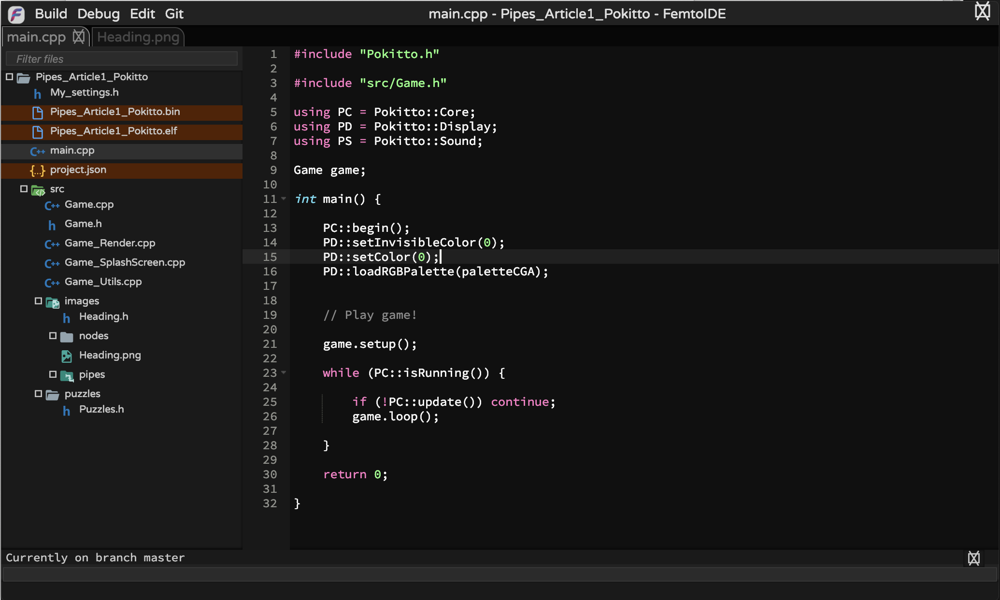 Build Debug Edit Git
main.cpp - Pipes_Article1_Pokitto - FemtoIDE
main.cpp
Heading.png
Filter files
Pipes_Article1_Pokitto
My_settings.h
Pipes_Article1_Pokitto.bin
Pipes_Article1_Pokitto.elf
main.cpp
project.json
src
Game.cpp
Game.h
Game_Render.cpp
Game_SplashScreen.cpp
Game_Utils.cpp
images
Heading.h
nodes
Heading.png
pipes
puzzles
Puzzles.h
1 #include "Pokitto.h"
2
3 #include "src/Game.h"
4
5 using PC = Pokitto::Core;
6 using PD = Pokitto::Display;
7 using PS = Pokitto::Sound;
8
9 Game game;
10
11 int main() {
12
13     PC::begin();
14     PD::setInvisibleColor(0);
15     PD::setColor(0);
16     PD::loadRGBPalette(paletteCGA);
17
18
19     // Play game!
20
21     game.setup();
22
23     while (PC::isRunning()) {
24
25         if (!PC::update()) continue;
26         game.loop();
27
28     }
29
30     return 0;
31
32 }
Currently on branch master